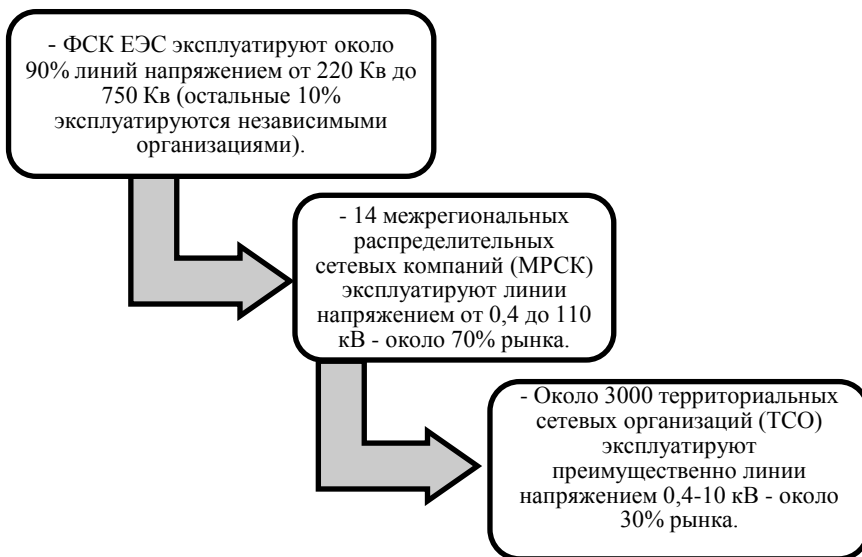 - ФСК ЕЭС эксплуатируют около
90% линий напряжением от 220 Кв до
750 Кв (остальные 10%
эксплуатируются независимыми
организациями).
- 14 межрегиональных
распределительных
сетевых компаний (МРСК)
эксплуатируют линии
напряжением от 0,4 до 110
кВ - около 70% рынка.
- Около 3000 территориальных
сетевых организаций (ТСО)
эксплуатируют
преимущественно линии
напряжением 0,4-10 кВ - около
30% рынка.